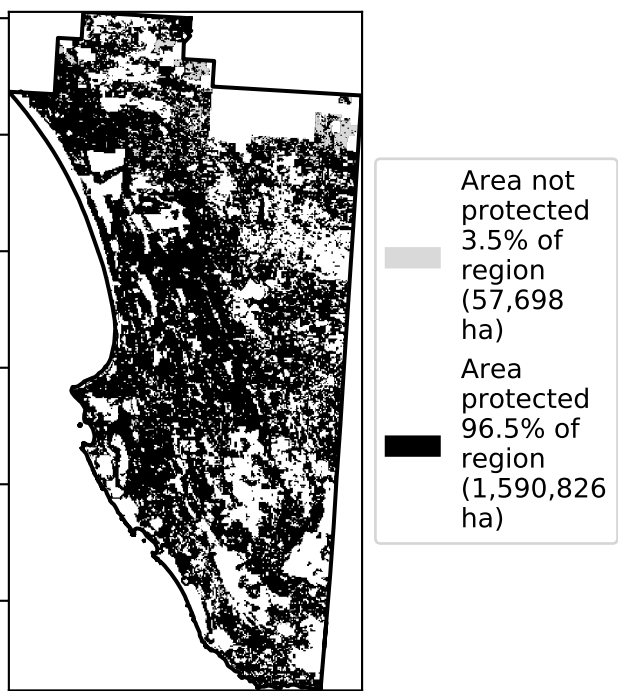 Area not
protected
3.5% of
region
(57,698
ha)
Area
protected
96.5% of
region
(1,590,826
ha)